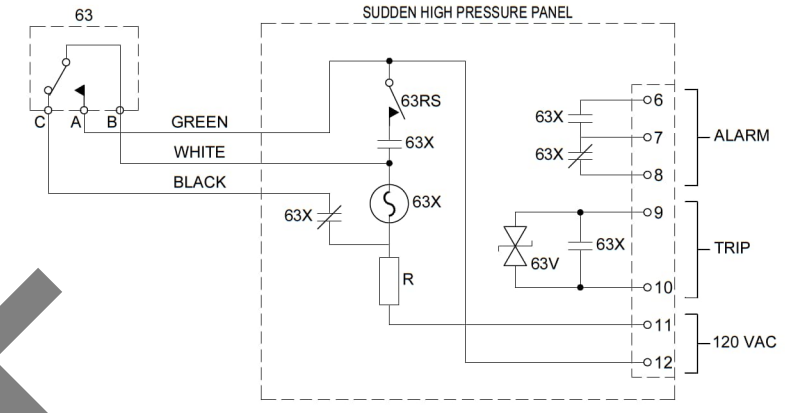 SUDDEN HIGH PRESSURE PANEL
63
C A B
GREEN
WHITE
BLACK
63RS
63X
63X
63X
R
63X
63X
63V
63X
6
7
8
9
10
11
12
ALARM
TRIP
120 VAC